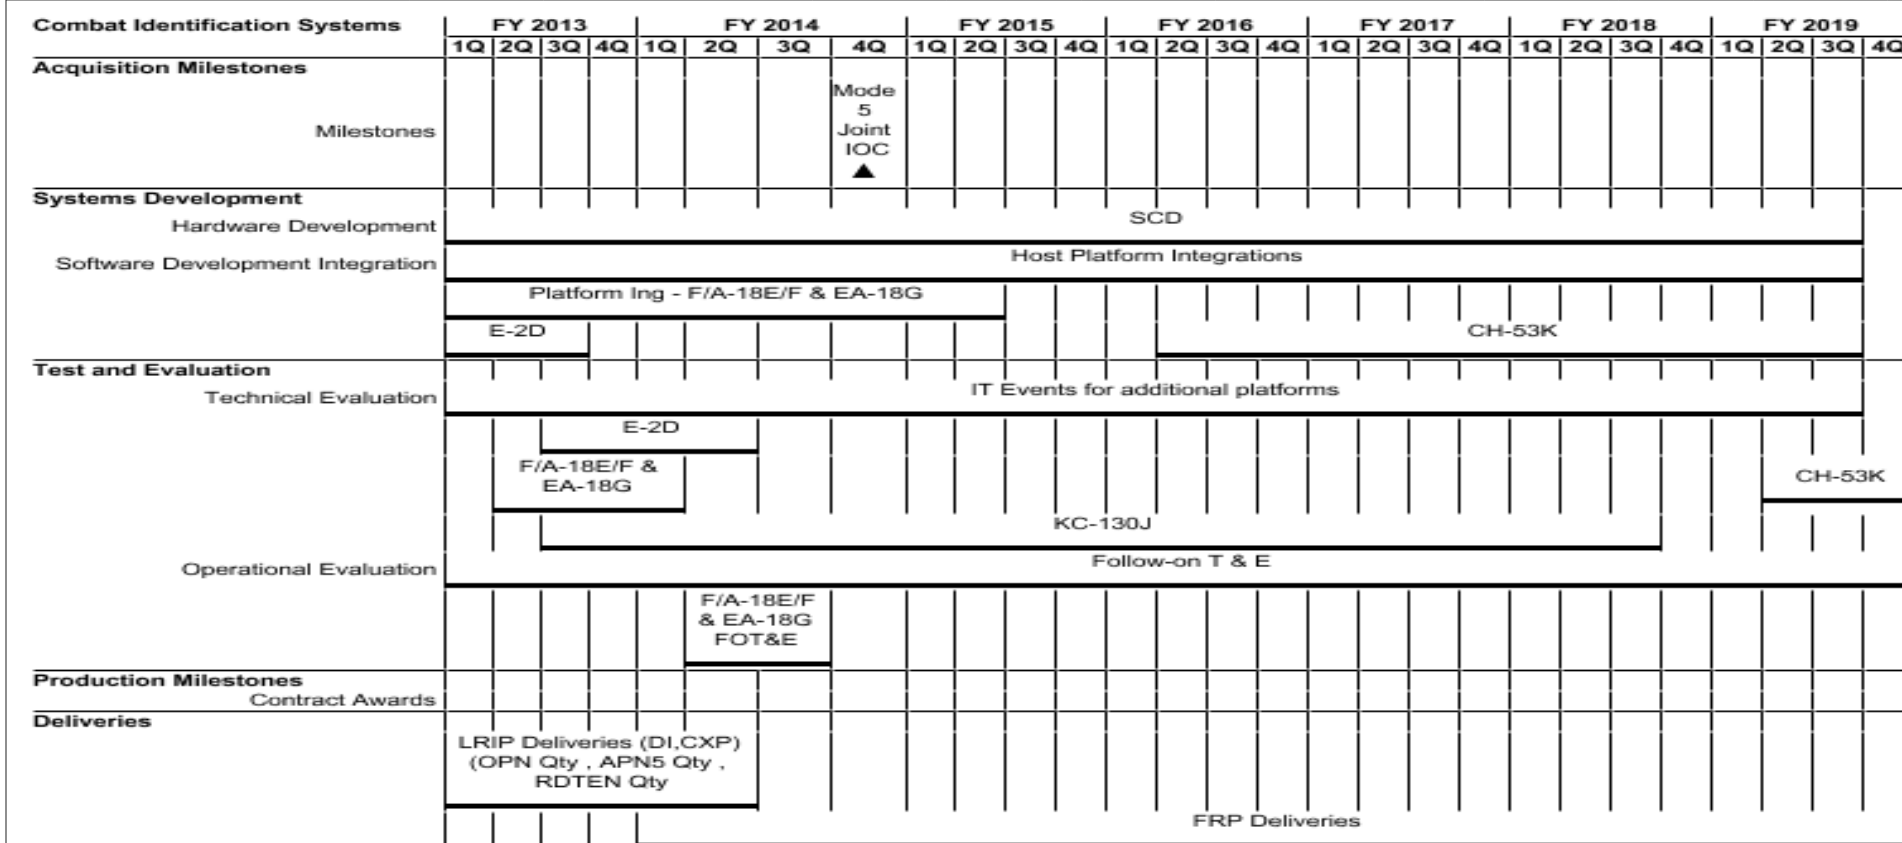 Combat Identification Systems FY 2013 FY 2014 FY 2015 FY 2016 FY 2017 FY 2018 FY 2019
1Q 2Q 3Q 4Q 1Q 2Q 3Q 4Q 1Q 2Q 3Q 4Q 1Q 2Q 3Q 4Q 1Q 2Q 3Q 4Q 1Q 2Q 3Q 4Q 1Q 2Q 3Q 4Q
Acquisition Milestones
Milestones
Mode
5
Joint
IOC
Systems Development
Hardware Development
SCD
Software Development Integration
Host Platform Integrations
Platform Ing - F/A-18E/F & EA-18G
E-2D
CH-53K
Test and Evaluation
Technical Evaluation
IT Events for additional platforms
E-2D
F/A-18E/F &
EA-18G
CH-53K
KC-130J
Operational Evaluation
Follow-on T & E
F/A-18E/F
& EA-18G
FOT&E
Production Milestones
Contract Awards
Deliveries
LRIP Deliveries (DI,CXP)
(OPN Qty , APN5 Qty ,
RDTEN Qty
FRP Deliveries